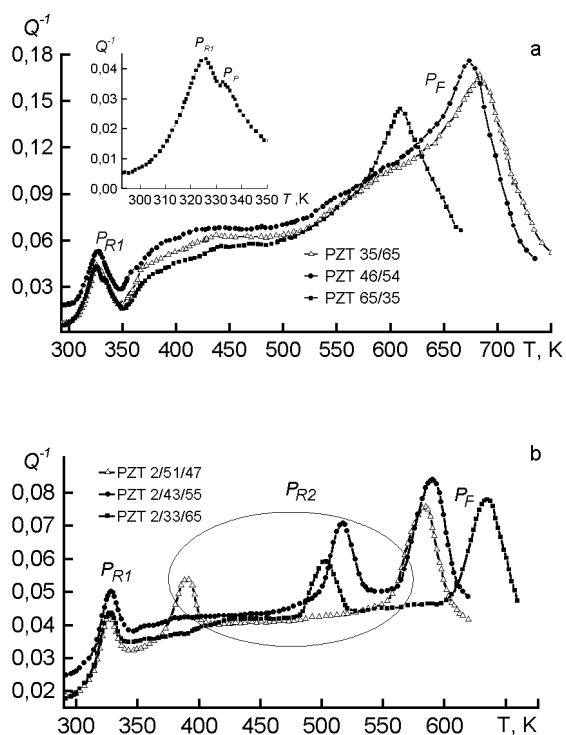 Q⁻¹
a
0,18
0,15
0,12
0,09
0,06
0,03
Q⁻¹
0,04
0,03
0,02
0,01
0,00
300 310 320 330 340 350
T ,K
P_R1
P_P
P_F
P_R1
PZT 35/65
PZT 46/54
PZT 65/35
300 350 400 450 500 550 600 650 700 T, K
b
Q⁻¹
PZT 2/51/47
PZT 2/43/55
PZT 2/33/65
P_R2
P_F
P_R1
0,08
0,07
0,06
0,05
0,04
0,03
0,02
300 350 400 450 500 550 600 T, K